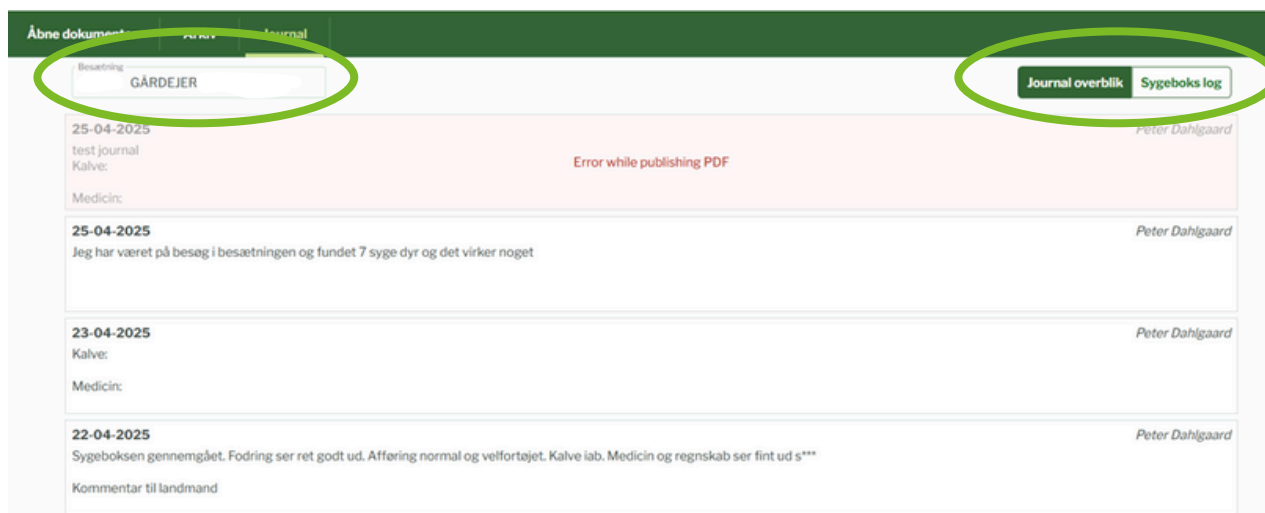 Åbne dokumenter Arkiv Journal
Besætning
GÅRDEJER
Journal overblik Sygeboks log
25-04-2025 Peter Dahlgaard
test journal
Kalve:
Error while publishing PDF
Medicin:
25-04-2025 Peter Dahlgaard
Jeg har været på besøg i besætningen og fundet 7 syge dyr og det virker noget
23-04-2025 Peter Dahlgaard
Kalve:
Medicin:
22-04-2025 Peter Dahlgaard
Sygeboksen gennemgået. Fodring ser ret godt ud. Afføring normal og velfortøjet. Kalve iab. Medicin og regnskab ser fint ud s***
Kommentar til landmand